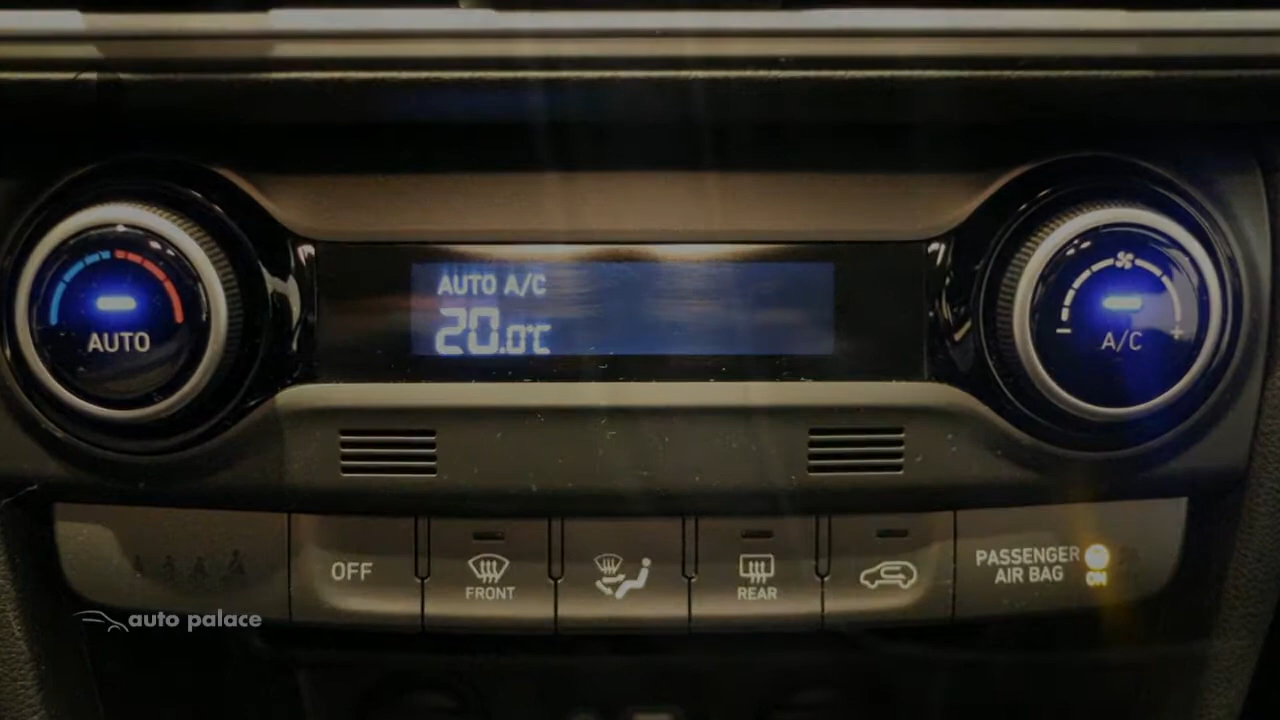 AUTO A/C
20.0°C
AUTO
A/C
OFF
FRONT
REAR
PASSENGER
AIR BAG
ON
auto palace